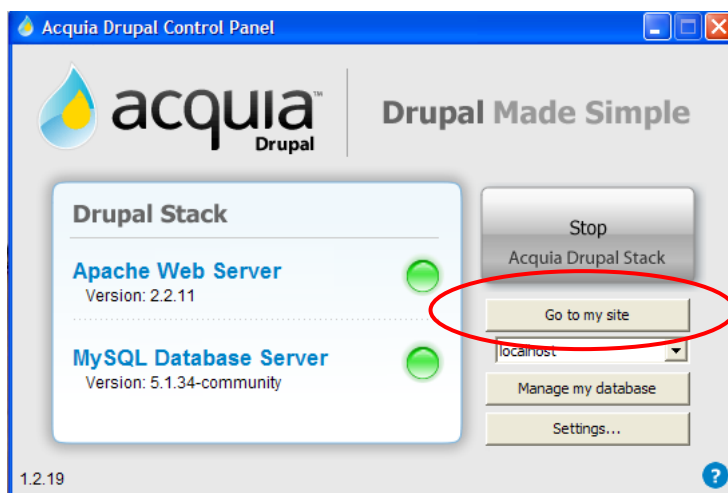 Acquia Drupal Control Panel
acquia™
Drupal
Drupal Made Simple
Drupal Stack
Apache Web Server
Version: 2.2.11
MySQL Database Server
Version: 5.1.34-community
Stop
Acquia Drupal Stack
Go to my site
localhost
Manage my database
Settings...
1.2.19
?